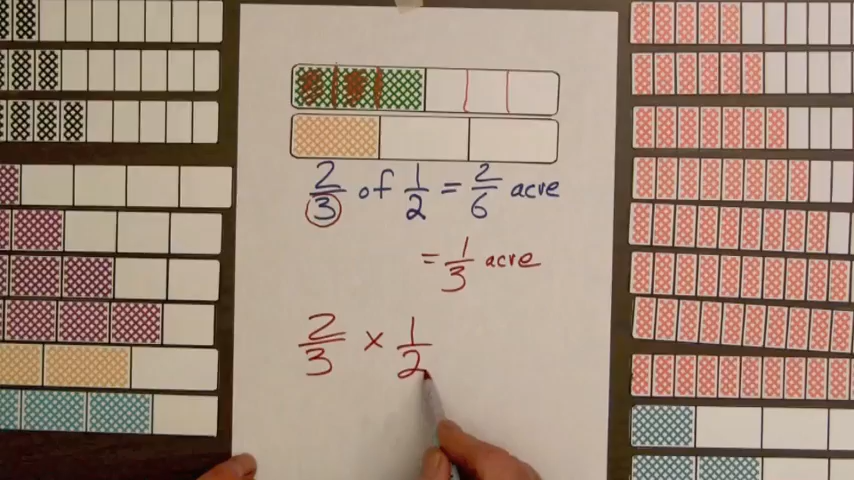 2/3 of 1/2 = 2/6 acre
= 1/3 acre
2/3 × 1/2